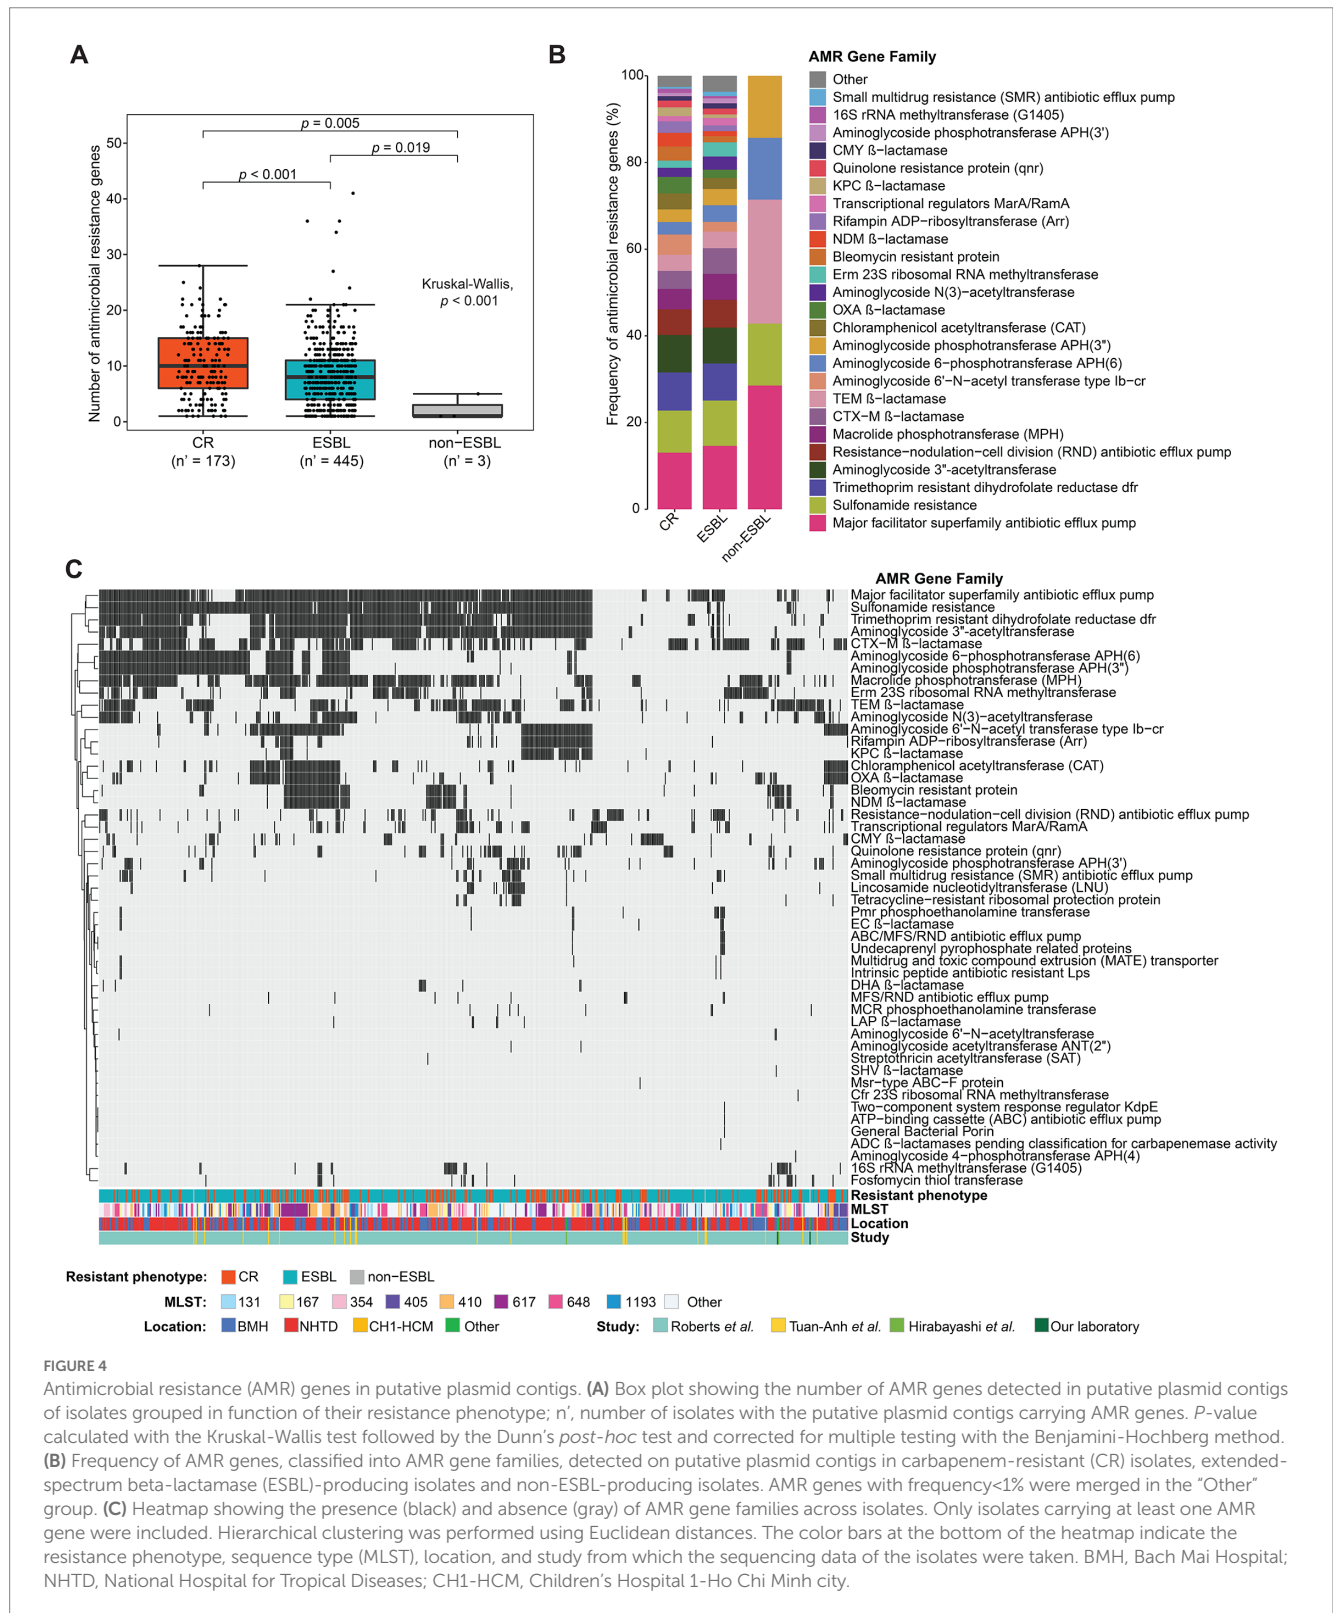 A
Number of antimicrobial resistance genes
50
40
30
20
10
0
p = 0.005
p = 0.019
p < 0.001
Kruskal-Wallis,
p < 0.001
CR
(n' = 173)
ESBL
(n' = 445)
non-ESBL
(n' = 3)
B
Frequency of antimicrobial resistance genes (%)
100
80
60
40
20
0
CR
ESBL
non-ESBL
AMR Gene Family
Other
Small multidrug resistance (SMR) antibiotic efflux pump
16S rRNA methyltransferase (G1405)
Aminoglycoside phosphotransferase APH(3')
CMY ß−lactamase
Quinolone resistance protein (qnr)
KPC ß−lactamase
Transcriptional regulators MarA/RamA
Rifampin ADP−ribosyltransferase (Arr)
NDM ß−lactamase
Bleomycin resistant protein
Erm 23S ribosomal RNA methyltransferase
Aminoglycoside N(3)−acetyltransferase
OXA ß−lactamase
Chloramphenicol acetyltransferase (CAT)
Aminoglycoside phosphotransferase APH(3")
Aminoglycoside 6−phosphotransferase APH(6)
Aminoglycoside 6'−N−acetyl transferase type Ib−cr
TEM ß−lactamase
CTX−M ß−lactamase
Macrolide phosphotransferase (MPH)
Resistance−nodulation−cell division (RND) antibiotic efflux pump
Aminoglycoside 3"-acetyltransferase
Trimethoprim resistant dihydrofolate reductase dfr
Sulfonamide resistance
Major facilitator superfamily antibiotic efflux pump
C
AMR Gene Family
Major facilitator superfamily antibiotic efflux pump
Sulfonamide resistance
Trimethoprim resistant dihydrofolate reductase dfr
Aminoglycoside 3"-acetyltransferase
CTX−M ß−lactamase
Aminoglycoside 6−phosphotransferase APH(6)
Aminoglycoside phosphotransferase APH(3")
Macrolide phosphotransferase (MPH)
Erm 23S ribosomal RNA methyltransferase
TEM ß−lactamase
Aminoglycoside N(3)−acetyltransferase
Aminoglycoside 6'−N−acetyl transferase type Ib−cr
Rifampin ADP−ribosyltransferase (Arr)
KPC ß−lactamase
Chloramphenicol acetyltransferase (CAT)
OXA ß−lactamase
Bleomycin resistant protein
NDM ß−lactamase
Resistance−nodulation−cell division (RND) antibiotic efflux pump
Transcriptional regulators MarA/RamA
CMY ß−lactamase
Quinolone resistance protein (qnr)
Aminoglycoside phosphotransferase APH(3')
Small multidrug resistance (SMR) antibiotic efflux pump
Lincosamide nucleotidyltransferase (LNU)
Tetracycline−resistant ribosomal protection protein
Pmr phosphoethanolamine transferase
EC ß−lactamase
ABC/MFS/RND antibiotic efflux pump
Undecaprenyl pyrophosphate related proteins
Multidrug and toxic compound extrusion (MATE) transporter
Intrinsic peptide antibiotic resistant Lps
DHA ß−lactamase
MFS/RND antibiotic efflux pump
MCR phosphoethanolamine transferase
LAP ß−lactamase
Aminoglycoside 6'−N−acetyltransferase
Aminoglycoside acetyltransferase ANT(2")
Streptothricin acetyltransferase (SAT)
SHV ß−lactamase
Msr-type ABC−F protein
Cfr 23S ribosomal RNA methyltransferase
Two−component system response regulator KdpE
ATP−binding cassette (ABC) antibiotic efflux pump
General Bacterial Porin
ADC ß−lactamases pending classification for carbapenemase activity
Aminoglycoside 4−phosphotransferase APH(4)
16S rRNA methyltransferase (G1405)
Fosfomycin thiol transferase
Resistant phenotype
MLST
Location
Study
Resistant phenotype: CR ESBL non−ESBL
MLST: 131 167 354 405 410 617 648 1193 Other
Location: BMH NHTD CH1-HCM Other Study: Roberts et al. Tuan-Anh et al. Hirabayashi et al. Our laboratory
FIGURE 4
Antimicrobial resistance (AMR) genes in putative plasmid contigs. (A) Box plot showing the number of AMR genes detected in putative plasmid contigs
of isolates grouped in function of their resistance phenotype; n', number of isolates with the putative plasmid contigs carrying AMR genes. P-value
calculated with the Kruskal-Wallis test followed by the Dunn's post-hoc test and corrected for multiple testing with the Benjamini-Hochberg method.
(B) Frequency of AMR genes, classified into AMR gene families, detected on putative plasmid contigs in carbapenem-resistant (CR) isolates, extended-
spectrum beta-lactamase (ESBL)-producing isolates and non-ESBL-producing isolates. AMR genes with frequency<1% were merged in the "Other"
group. (C) Heatmap showing the presence (black) and absence (gray) of AMR gene families across isolates. Only isolates carrying at least one AMR
gene were included. Hierarchical clustering was performed using Euclidean distances. The color bars at the bottom of the heatmap indicate the
resistance phenotype, sequence type (MLST), location, and study from which the sequencing data of the isolates were taken. BMH, Bach Mai Hospital;
NHTD, National Hospital for Tropical Diseases; CH1-HCM, Children's Hospital 1-Ho Chi Minh city.